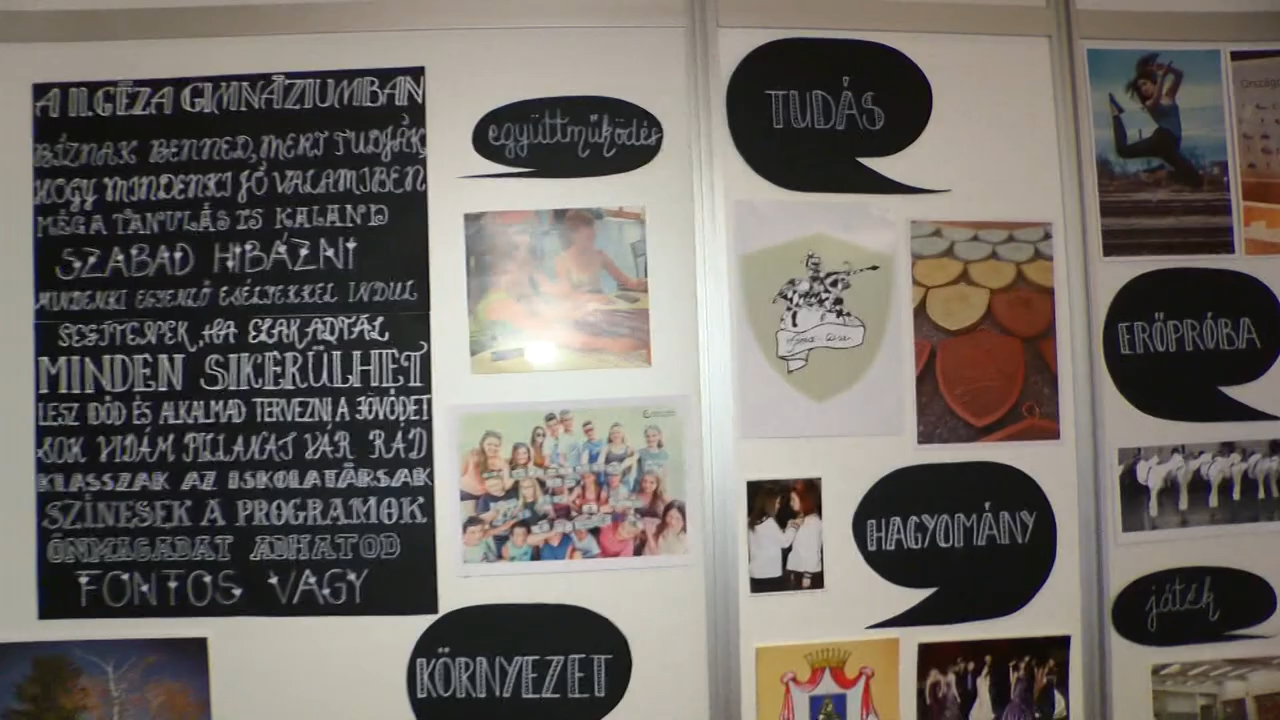 A II. GÉZA GIMNÁZIUMBAN
BÍZNAK BENNED, MERT TUDJÁK,
HOGY MINDENKI JÓ VALAMIBEN
MÉG A TANULÁS IS KALAND
SZABAD HIBÁZNI
MINDENKI EGYENLŐ ESÉLYEKKEL INDUL
SEGÍTENEK, HA ELAKADTÁL
MINDEN SIKERÜLHET
LESZ IDŐD ÉS ALKALMAD TERVEZNI A JÖVŐDET
SOK VIDÁM PILLANAT VÁR RÁD
KLASSZAK AZ ISKOLATÁRSAK
SZÍNESEK A PROGRAMOK
ÖNMAGADAT ADHATOD
FONTOS VAGY
együttműködés
KÖRNYEZET
TUDÁS
HAGYOMÁNY
ERŐPRÓBA
játék